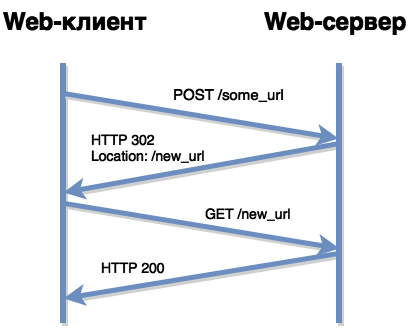 Web-клиент
Web-сервер
POST /some_url
HTTP 302
Location: /new_url
GET /new_url
HTTP 200